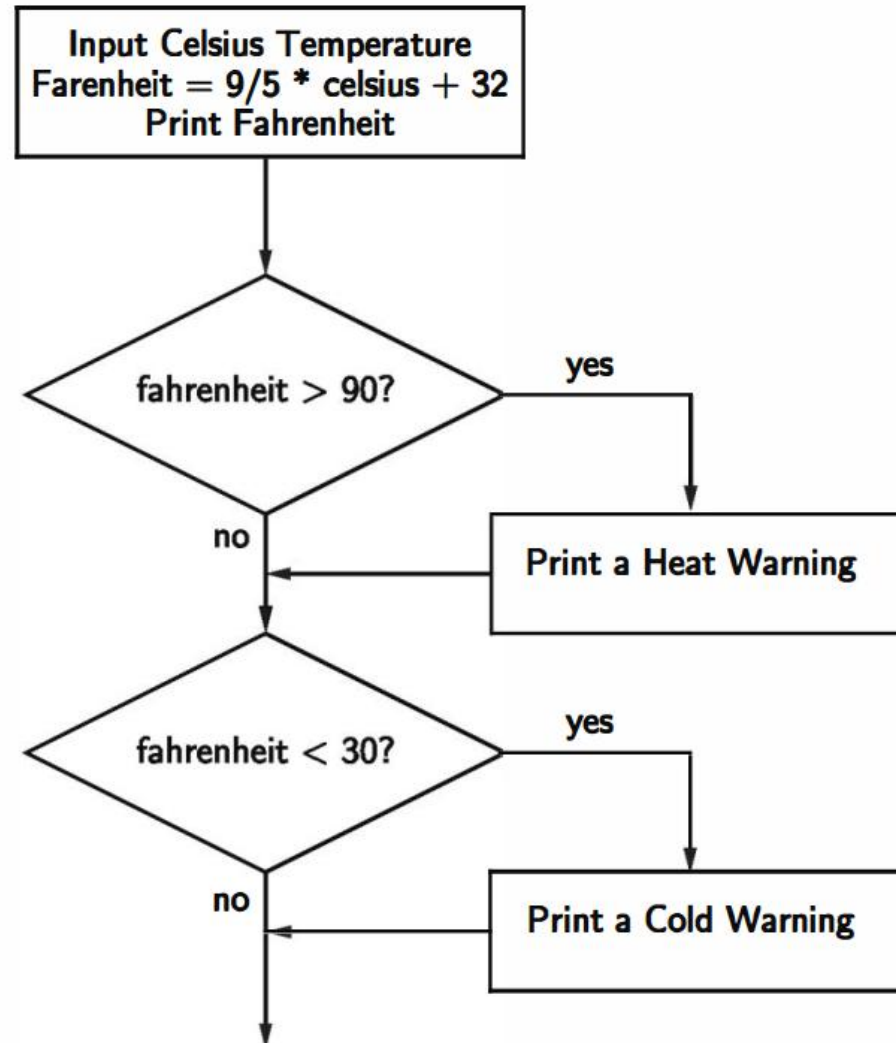 Input Celsius Temperature
Farenheit = 9/5 * celsius + 32
Print Fahrenheit
fahrenheit > 90?
yes
no
Print a Heat Warning
fahrenheit < 30?
yes
no
Print a Cold Warning